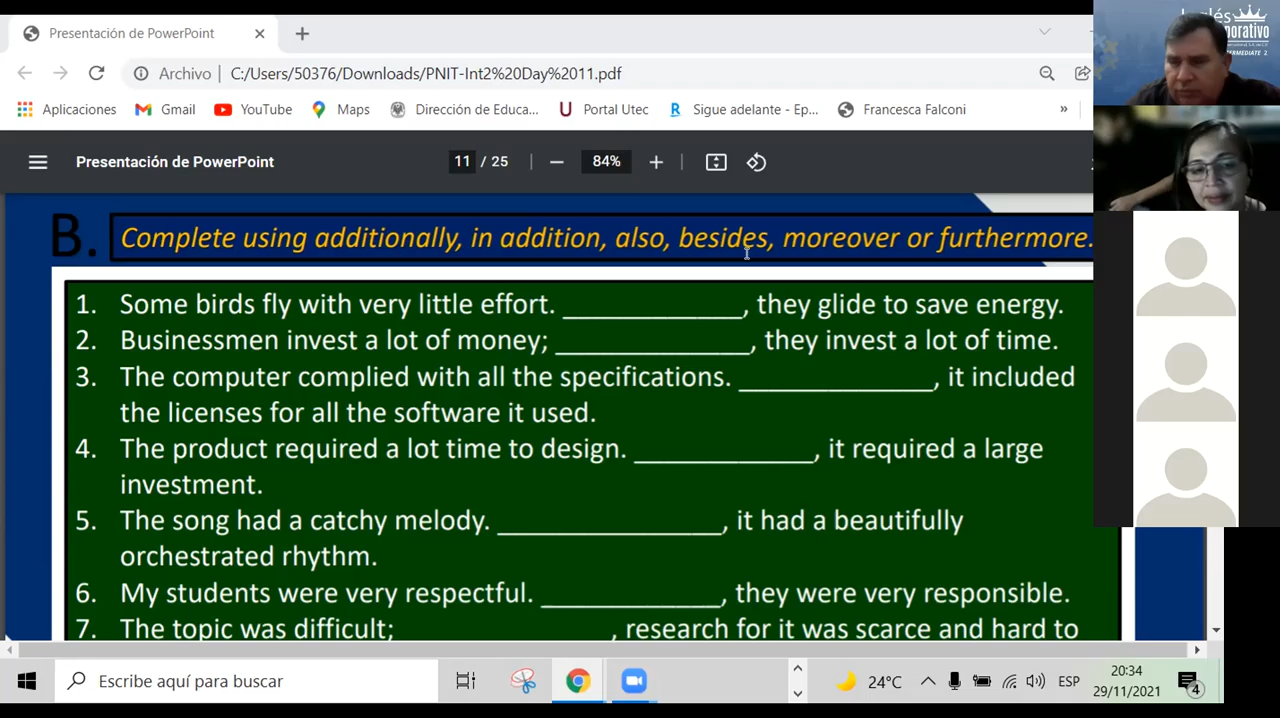 Presentación de PowerPoint
Archivo C:/Users/50376/Downloads/PNIT-Int2%20Day%2011.pdf
Aplicaciones Gmail YouTube Maps Dirección de Educa... Portal Utec Sigue adelante - Ep... Francesca Falconi »
Presentación de PowerPoint 11 / 25 84%
B. Complete using additionally, in addition, also, besides, moreover or furthermore.
1. Some birds fly with very little effort. _____________, they glide to save energy.
2. Businessmen invest a lot of money; ______________, they invest a lot of time.
3. The computer complied with all the specifications. ______________, it included
the licenses for all the software it used.
4. The product required a lot time to design. _____________, it required a large
investment.
5. The song had a catchy melody. ________________, it had a beautifully
orchestrated rhythm.
6. My students were very respectful. _____________, they were very responsible.
7. The topic was difficult; ________________, research for it was scarce and hard to
Escribe aquí para buscar
24°C ESP
20:34
29/11/2021
4